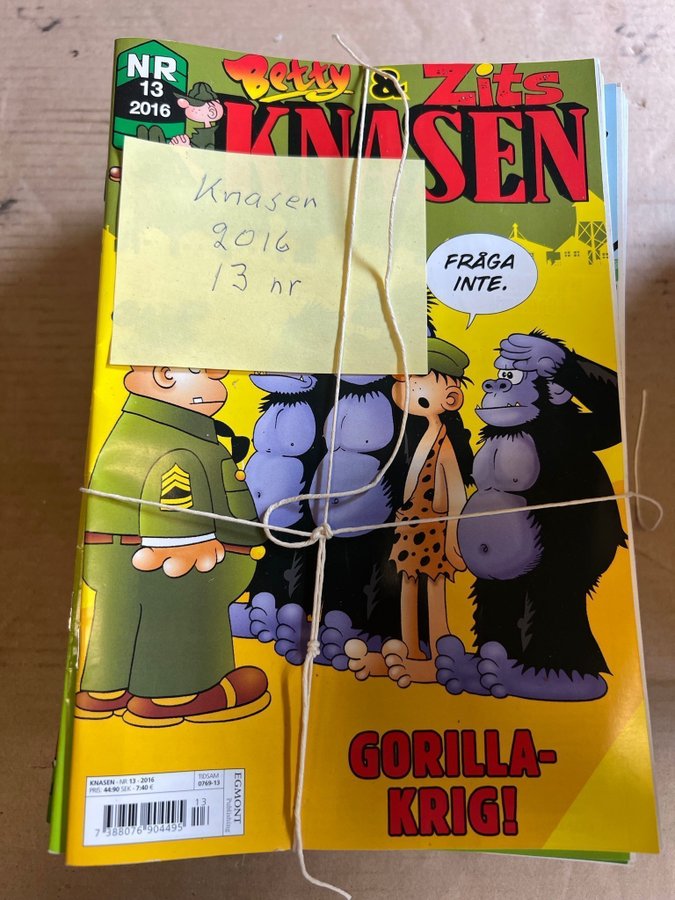 NR
13
2016
Betty & Zits
KNASEN
Knasen
2016
13 nr
FRÅGA
INTE.
GORILLA-
KRIG!
KNASEN - NR 13 - 2016
PRIS: 44:90 SEK - 7:40 €
TIDSAM
0769-13
13
7 388076 904495
EGMONT
Publishing